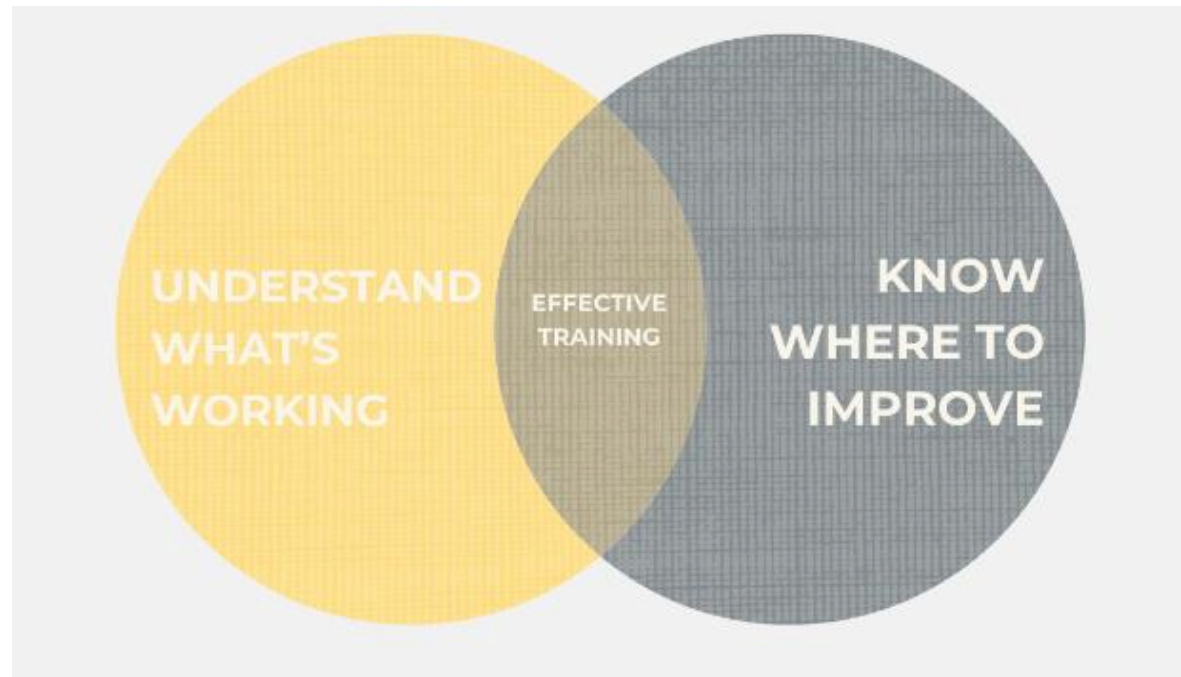 UNDERSTAND
WHAT'S
WORKING
EFFECTIVE
TRAINING
KNOW
WHERE TO
IMPROVE